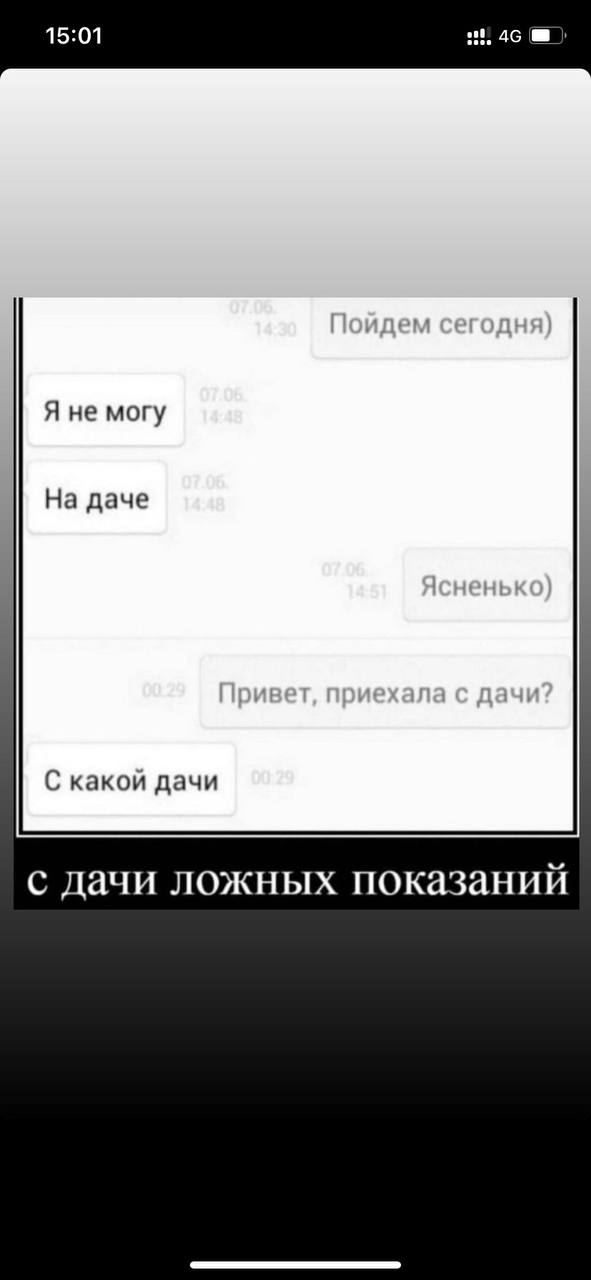 15:01
4G
07.06.
14:30
Пойдем сегодня)
Я не могу
07.06.
14:48
На даче
07.06.
14:48
07.06.
14:51
Ясненько)
00:29
Привет, приехала с дачи?
С какой дачи
00:29
с дачи ложных показаний